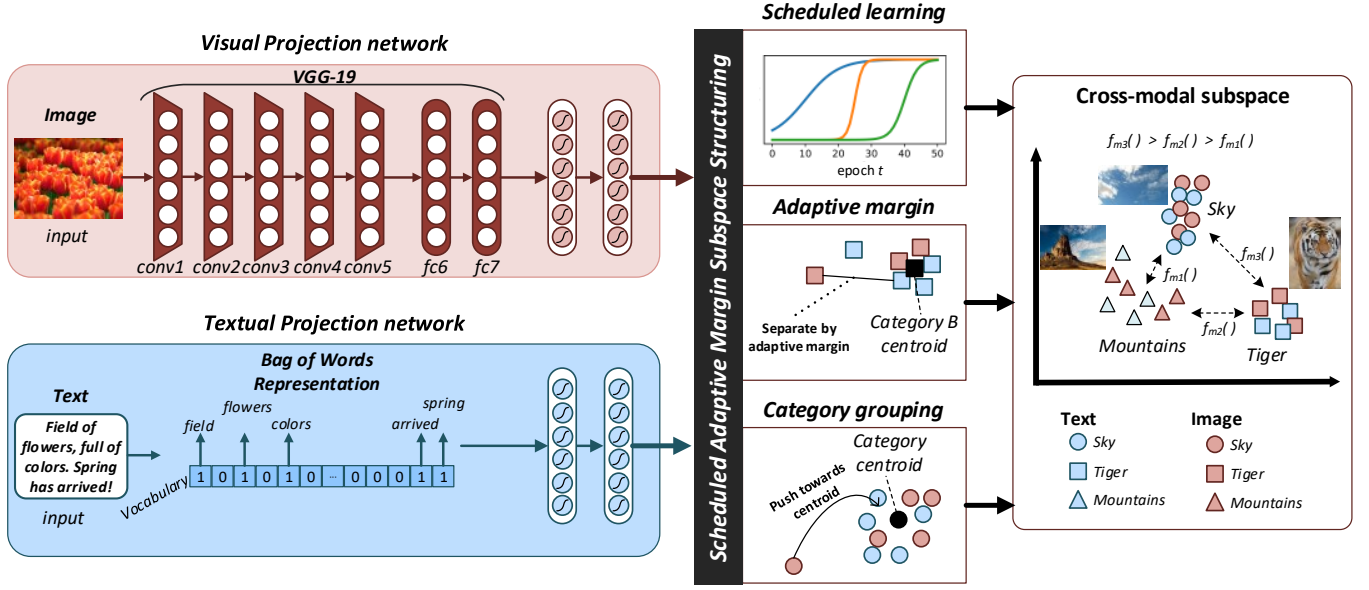 Visual Projection network
VGG-19
Image
input
conv1 conv2 conv3 conv4 conv5 fc6 fc7
Textual Projection network
Bag of Words
Representation
Text
Field of
flowers, full of
colors. Spring
has arrived!
input
field
flowers
colors
arrived
spring
Vocabulary
1 0 1 0 1 0 ... 0 0 0 1 1
Scheduled Adaptive Margin Subspace Structuring
Scheduled learning
0 10 20 30 40 50
epoch t
Adaptive margin
Separate by
adaptive margin
Category B
centroid
Category grouping
Category
centroid
Push towards
centroid
Cross-modal subspace
fm3( ) > fm2( ) > fm1( )
Sky
fm3( )
fm1( )
fm2( )
Mountains
Tiger
Text
Sky
Tiger
Mountains
Image
Sky
Tiger
Mountains